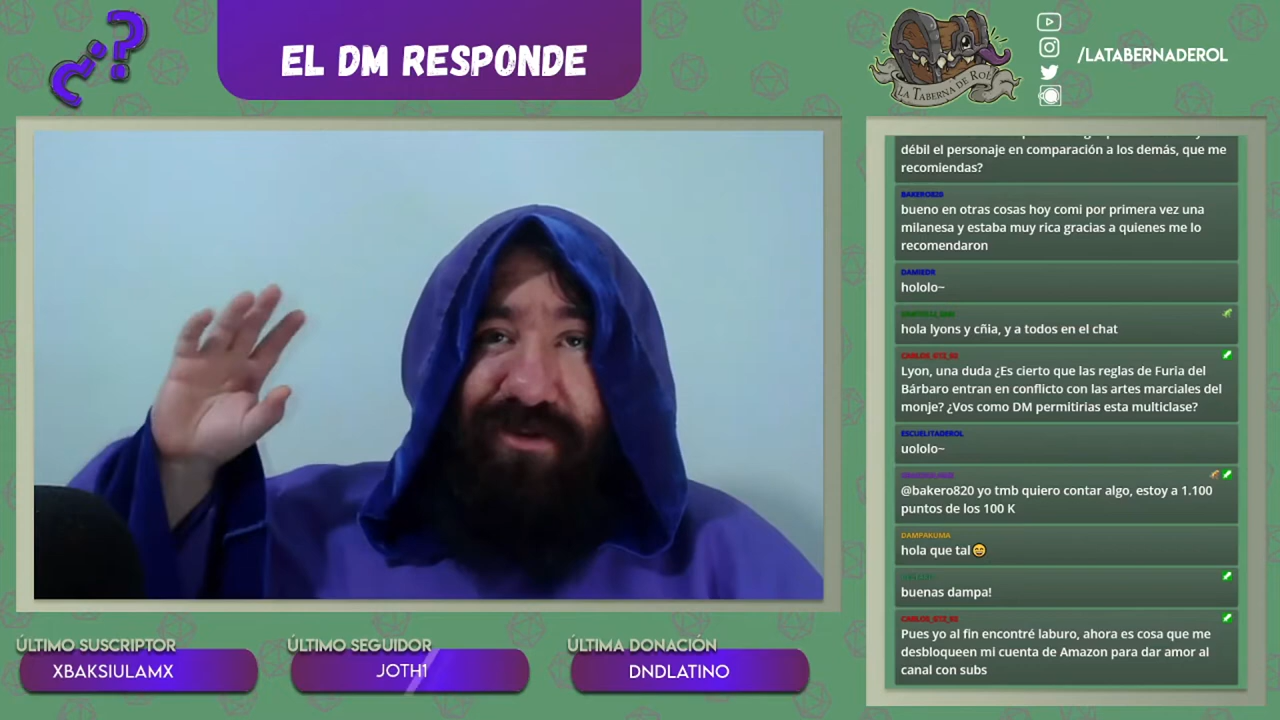 EL DM RESPONDE
LA TABERNA DE ROL
/LATABERNADEROL
débil el personaje en comparación a los demás, que me
recomiendas?
BAKERO820
bueno en otras cosas hoy comi por primera vez una
milanesa y estaba muy rica gracias a quienes me lo
recomendaron
DAMIEDR
hololo~
hola lyons y cñia, y a todos en el chat
CARLOS_GTZ_92
Lyon, una duda ¿Es cierto que las reglas de Furia del
Bárbaro entran en conflicto con las artes marciales del
monje? ¿Vos como DM permitirias esta multiclase?
ESCUELITADEROL
uololo~
@bakero820 yo tmb quiero contar algo, estoy a 1.100
puntos de los 100 K
DAMPAKUMA
hola que tal😄
buenas dampa!
Pues yo al fin encontré laburo, ahora es cosa que me
desbloqueen mi cuenta de Amazon para dar amor al
canal con subs
ÚLTIMO SUSCRIPTOR
XBAKSIULAMX
ÚLTIMO SEGUIDOR
JOTH1
ÚLTIMA DONACIÓN
DNDLATINO